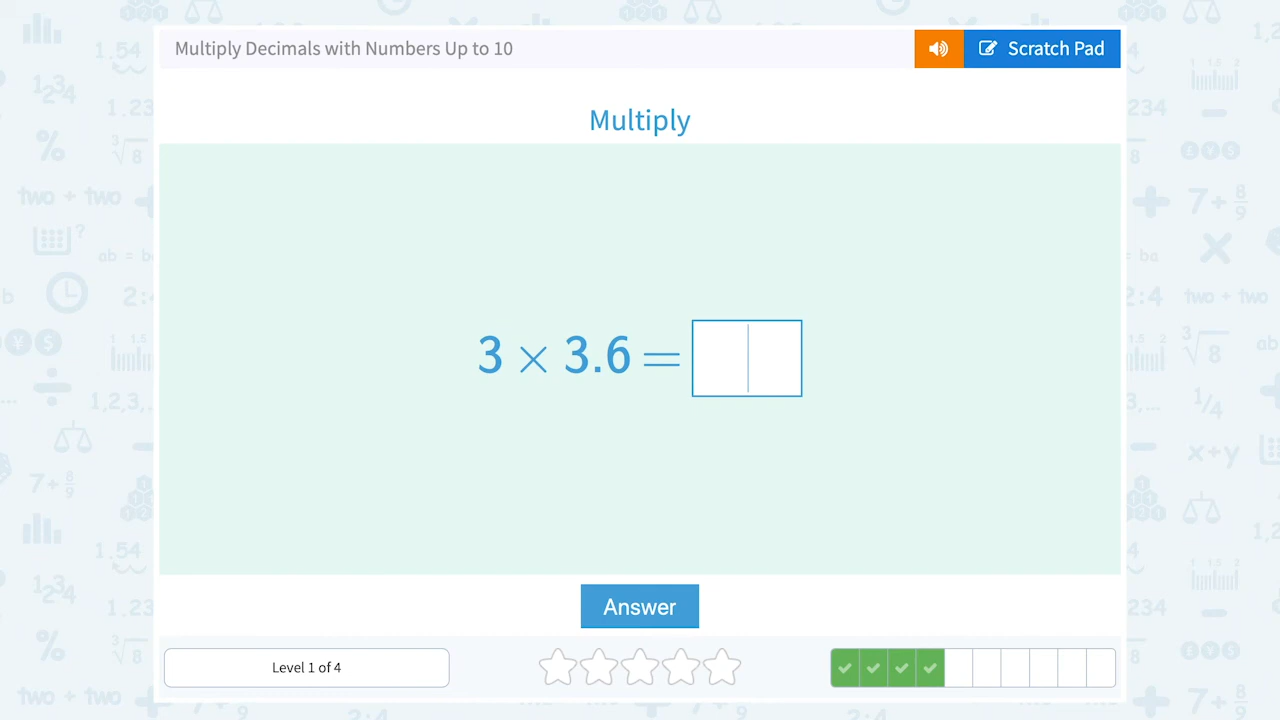 Multiply Decimals with Numbers Up to 10
Scratch Pad
Multiply
3 × 3.6 =
Answer
Level 1 of 4